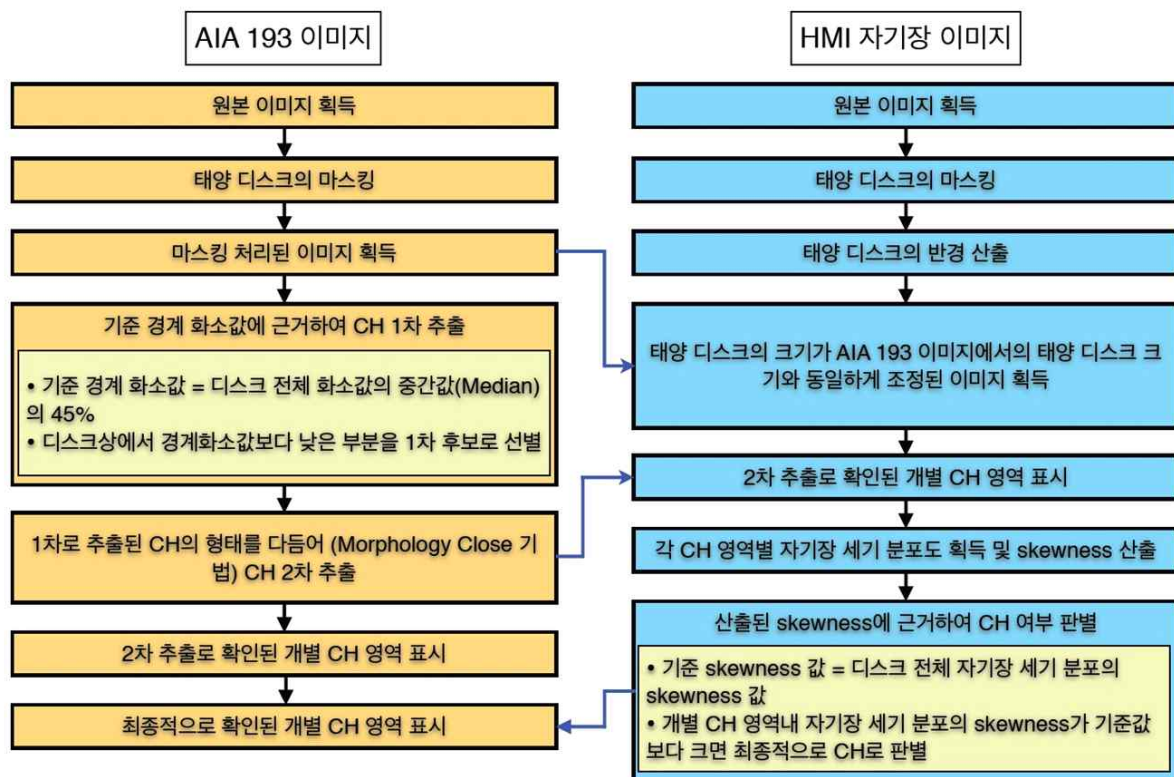 AIA 193 이미지
원본 이미지 획득
태양 디스크의 마스킹
마스킹 처리된 이미지 획득
기준 경계 화소값에 근거하여 CH 1차 추출
• 기준 경계 화소값 = 디스크 전체 화소값의 중간값(Median)
의 45%
• 디스크상에서 경계화소값보다 낮은 부분을 1차 후보로 선별
1차로 추출된 CH의 형태를 다듬어 (Morphology Close 기
법) CH 2차 추출
2차 추출로 확인된 개별 CH 영역 표시
최종적으로 확인된 개별 CH 영역 표시
HMI 자기장 이미지
원본 이미지 획득
태양 디스크의 마스킹
태양 디스크의 반경 산출
태양 디스크의 크기가 AIA 193 이미지에서의 태양 디스크 크
기와 동일하게 조정된 이미지 획득
2차 추출로 확인된 개별 CH 영역 표시
각 CH 영역별 자기장 세기 분포도 획득 및 skewness 산출
산출된 skewness에 근거하여 CH 여부 판별
• 기준 skewness 값 = 디스크 전체 자기장 세기 분포의
skewness 값
• 개별 CH 영역내 자기장 세기 분포의 skewness가 기준값
보다 크면 최종적으로 CH로 판별